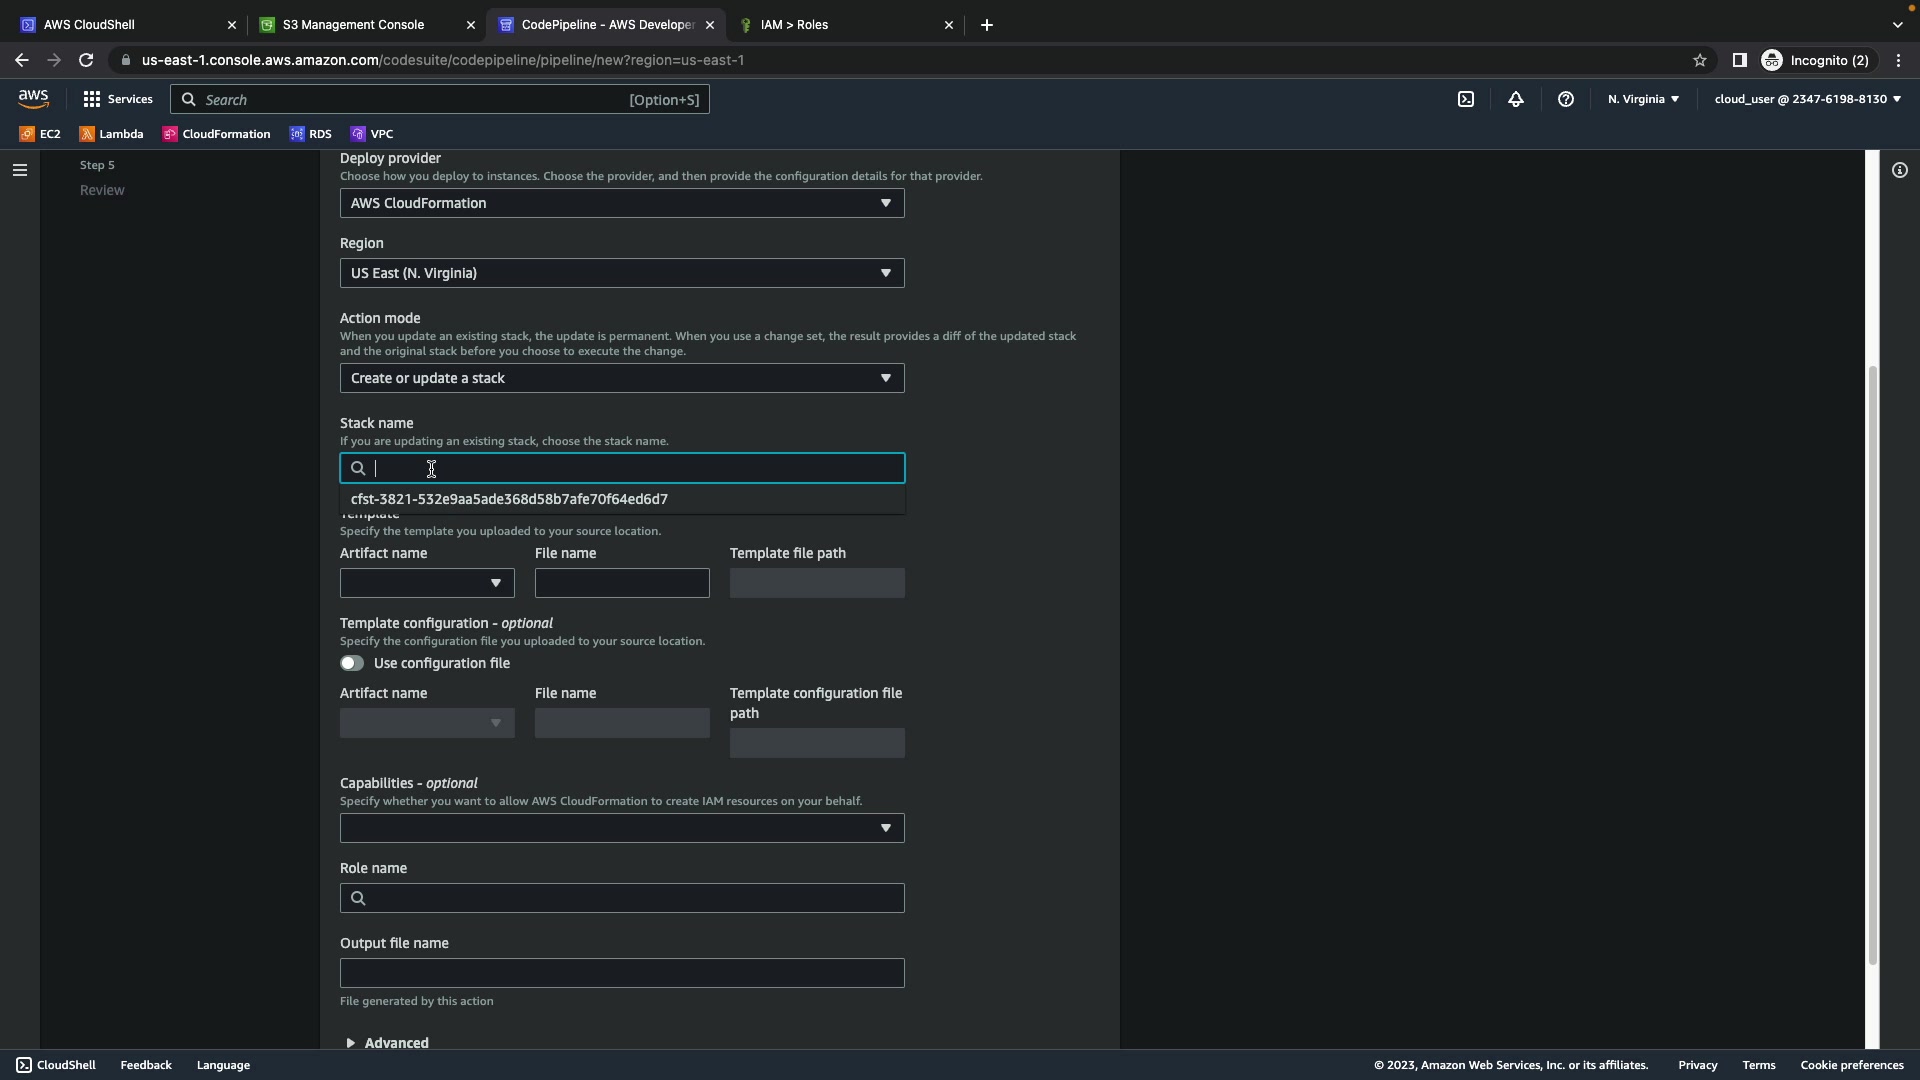 AWS CloudShell
S3 Management Console
CodePipeline - AWS Developer
IAM > Roles
us-east-1.console.aws.amazon.com/codesuite/codepipeline/pipeline/new?region=us-east-1
Incognito (2)
aws
Services
Search
[Option+S]
N. Virginia
cloud_user @ 2347-6198-8130
EC2
Lambda
CloudFormation
RDS
VPC
Step 5
Review
Deploy provider
Choose how you deploy to instances. Choose the provider, and then provide the configuration details for that provider.
AWS CloudFormation
Region
US East (N. Virginia)
Action mode
When you update an existing stack, the update is permanent. When you use a change set, the result provides a diff of the updated stack
and the original stack before you choose to execute the change.
Create or update a stack
Stack name
If you are updating an existing stack, choose the stack name.
cfst-3821-532e9aa5ade368d58b7afe70f64ed6d7
Template
Specify the template you uploaded to your source location.
Artifact name
File name
Template file path
Template configuration - optional
Specify the configuration file you uploaded to your source location.
Use configuration file
Artifact name
File name
Template configuration file
path
Capabilities - optional
Specify whether you want to allow AWS CloudFormation to create IAM resources on your behalf.
Role name
Output file name
File generated by this action
Advanced
CloudShell
Feedback
Language
© 2023, Amazon Web Services, Inc. or its affiliates.
Privacy
Terms
Cookie preferences